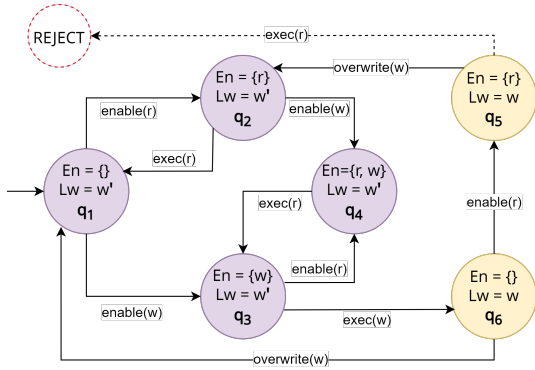 REJECT
exec(r)
En = {r}
Lw = w'
q2
overwrite(w)
En = {r}
Lw = w
q5
enable(r)
enable(w)
exec(r)
En = {}
Lw = w'
q1
En={r, w}
Lw = w'
q4
exec(r)
enable(r)
En = {w}
Lw = w'
q3
enable(r)
En = {}
Lw = w
q6
enable(w)
exec(w)
overwrite(w)